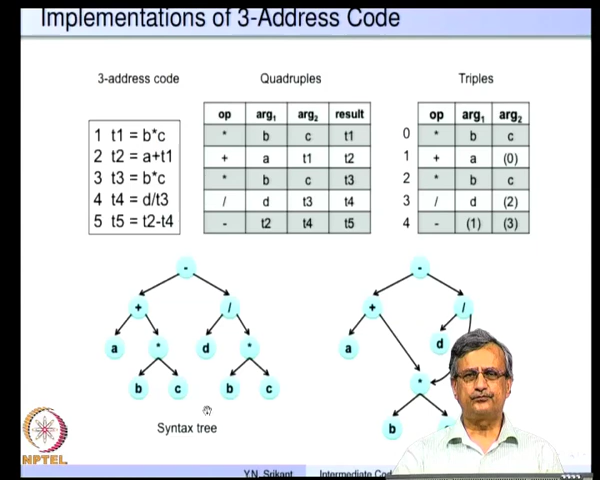 Implementations of 3-Address Code
3-address code
Quadruples
Triples
1 t1 = b*c
2 t2 = a+t1
3 t3 = b*c
4 t4 = d/t3
5 t5 = t2-t4
op arg1 arg2 result
* b c t1
+ a t1 t2
* b c t3
/ d t3 t4
- t2 t4 t5
op arg1 arg2
0 * b c
1 + a (0)
2 * b c
3 / d (2)
4 - (1) (3)
-
+ /
a * d *
b c b c
Syntax tree
-
+ /
a d
*
b
NPTEL
Y.N. Srikant
Intermediate